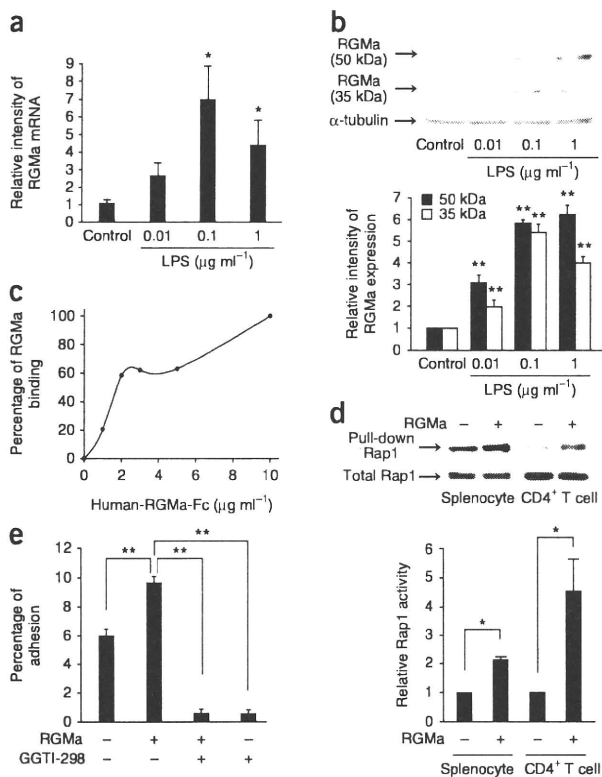 a
Relative intensity of
RGMa mRNA
9
8
7
6
5
4
3
2
1
0
*
*
Control 0.01 0.1 1
LPS (μg ml⁻¹)
b
RGMa
(50 kDa)
RGMa
(35 kDa)
α-tubulin
Control 0.01 0.1 1
LPS (μg ml⁻¹)
Relative intensity of
RGMa expression
7
6
5
4
3
2
1
0
50 kDa
35 kDa
** ** ** ** ** **
Control 0.01 0.1 1
LPS (μg ml⁻¹)
c
Percentage of RGMa
binding
100
80
60
40
20
0
0 2 4 6 8 10
Human-RGMa-Fc (μg ml⁻¹)
d
RGMa – + – +
Pull-down
Rap1
Total Rap1
Splenocyte CD4⁺ T cell
Relative Rap1 activity
6
5
4
3
2
1
0
*
*
RGMa – + – +
Splenocyte CD4⁺ T cell
e
Percentage of
adhesion
12
10
8
6
4
2
0
** ** **
RGMa – + + –
GGTI-298 – – + +